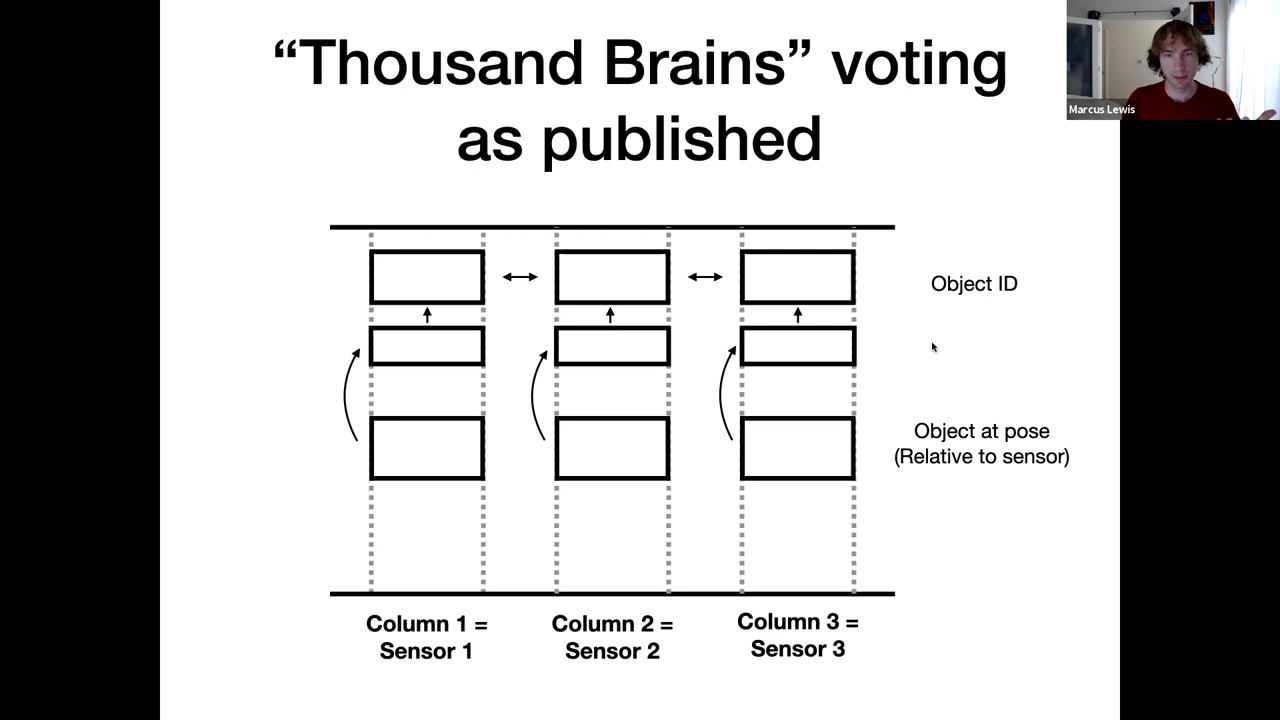 “Thousand Brains” voting
as published
Marcus Lewis
Object ID
Object at pose
(Relative to sensor)
Column 1 =
Sensor 1
Column 2 =
Sensor 2
Column 3 =
Sensor 3